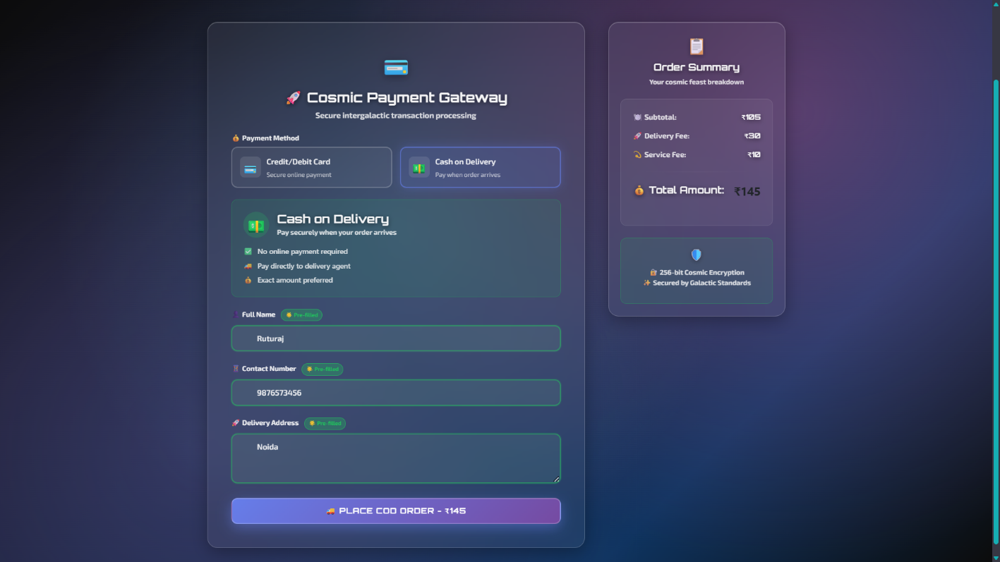 Cosmic Payment Gateway
Secure intergalactic transaction processing
Payment Method
Credit/Debit Card
Secure online payment
Cash on Delivery
Pay when order arrives
Cash on Delivery
Pay securely when your order arrives
No online payment required
Pay directly to delivery agent
Exact amount preferred
Full Name Pre-filled
Ruturaj
Contact Number Pre-filled
9876573456
Delivery Address Pre-filled
Noida
PLACE COD ORDER - ₹145
Order Summary
Your cosmic feast breakdown
Subtotal: ₹105
Delivery Fee: ₹30
Service Fee: ₹10
Total Amount: ₹145
256-bit Cosmic Encryption
Secured by Galactic Standards